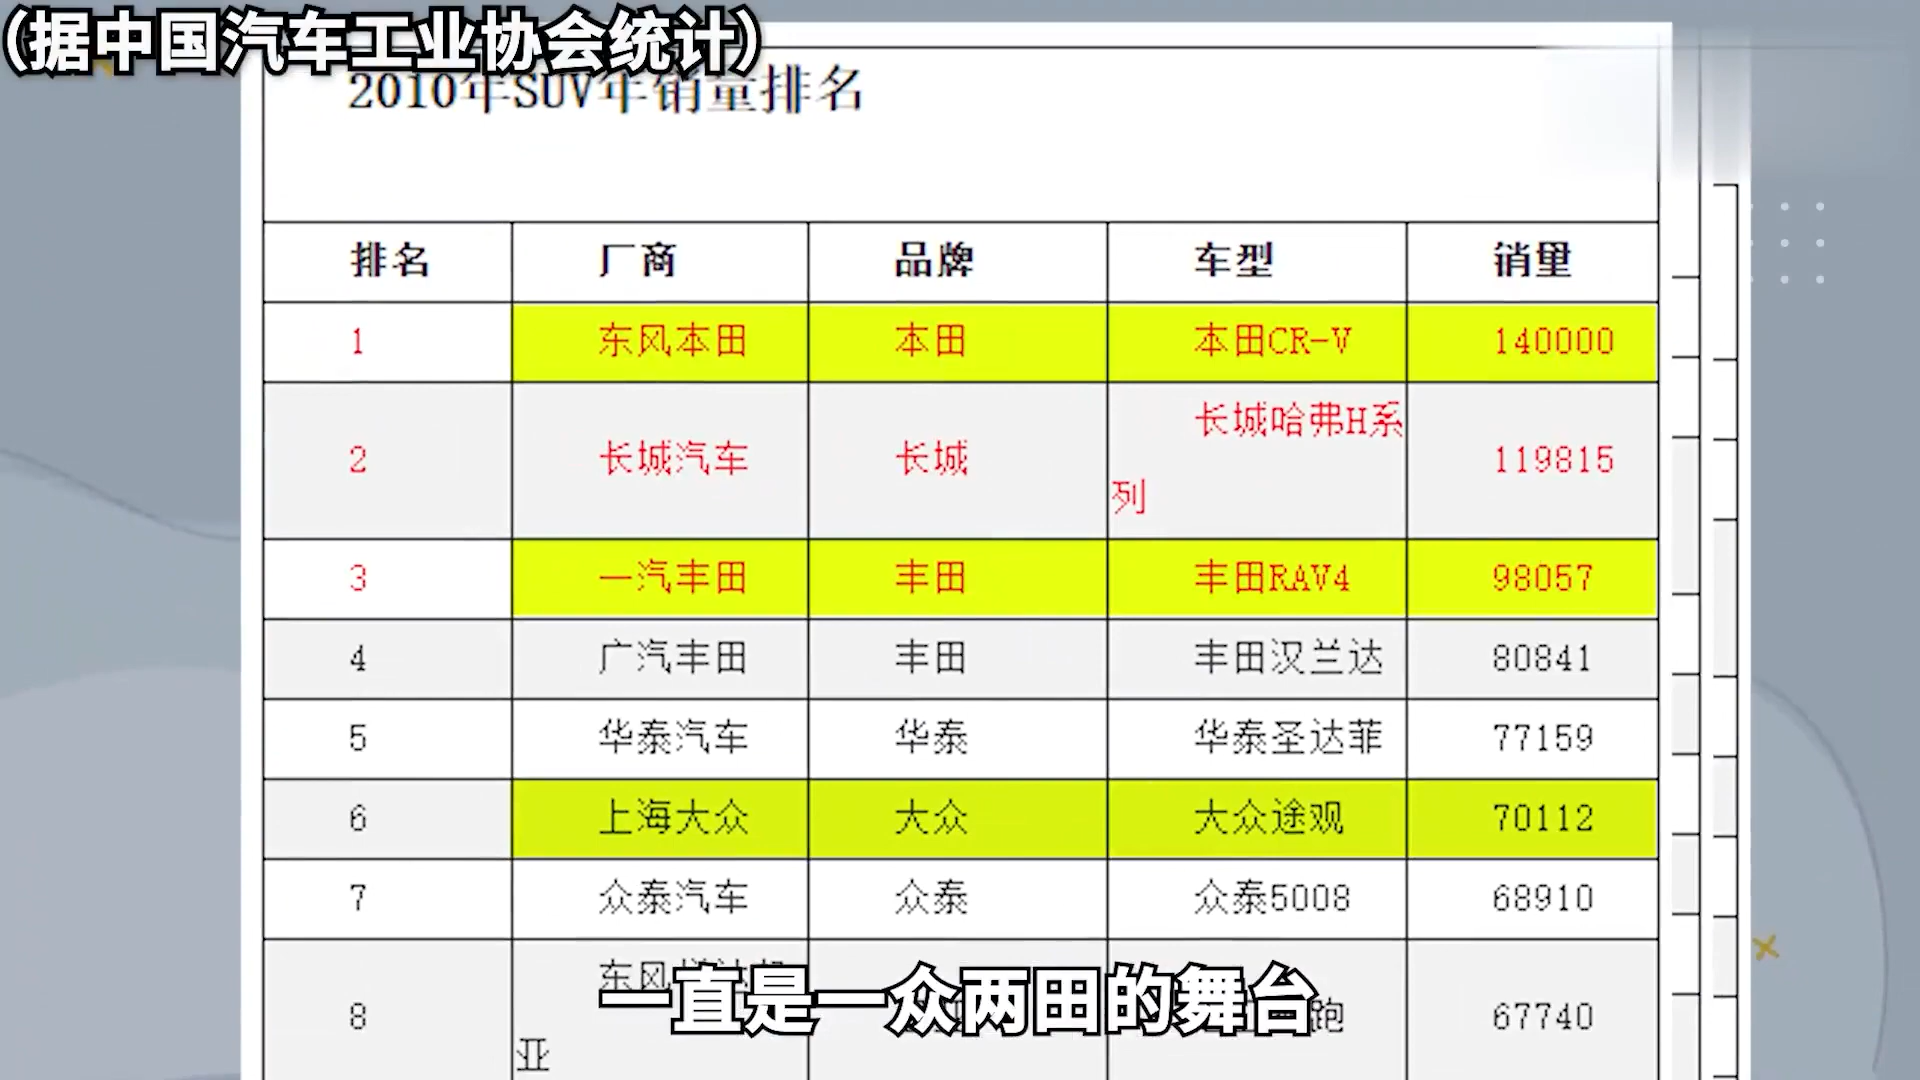 (据中国汽车工业协会统计)
2010年SUV年销量排名
排名 厂商 品牌 车型 销量
1 东风本田 本田 本田CR-V 140000
2 长城汽车 长城 长城哈弗H系列 119815
3 一汽丰田 丰田 丰田RAV4 98057
4 广汽丰田 丰田 丰田汉兰达 80841
5 华泰汽车 华泰 华泰圣达菲 77159
6 上海大众 大众 大众途观 70112
7 众泰汽车 众泰 众泰5008 68910
8 东风 亚 跑 67740
一直是一众两田的舞台